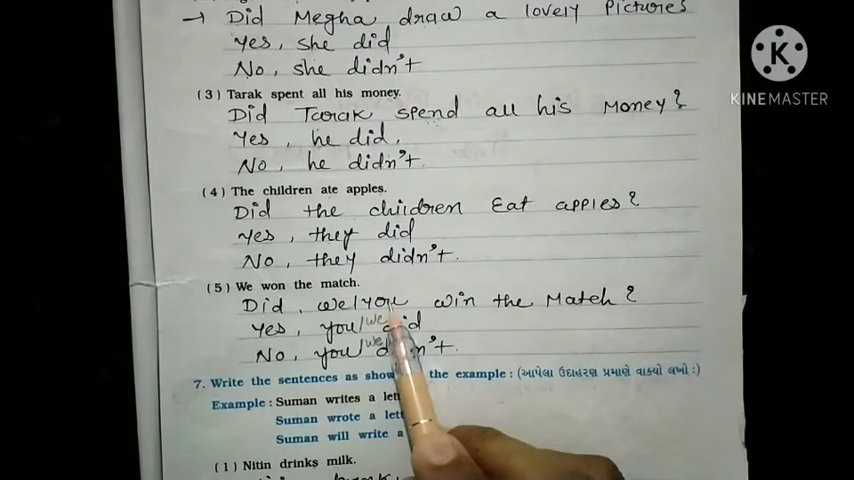 → Did Megha draw a lovely Pictures
Yes, she did
No, she didn't
(3) Tarak spent all his money.
Did Tarak spend all his money?
Yes, he did.
No, he didn't.
(4) The children ate apples.
Did the children Eat apples?
Yes, they did
No, they didn't.
(5) We won the match.
Did, we/you win the Match?
Yes, you/we did
No, you/we didn't.
7. Write the sentences as the example : (આપેલા ઉદાહરણ પ્રમાણે વાક્યો લખો :)
Example : Suman writes a
Suman wrote a
Suman will write a
(1) Nitin drinks milk.
K
KINEMASTER